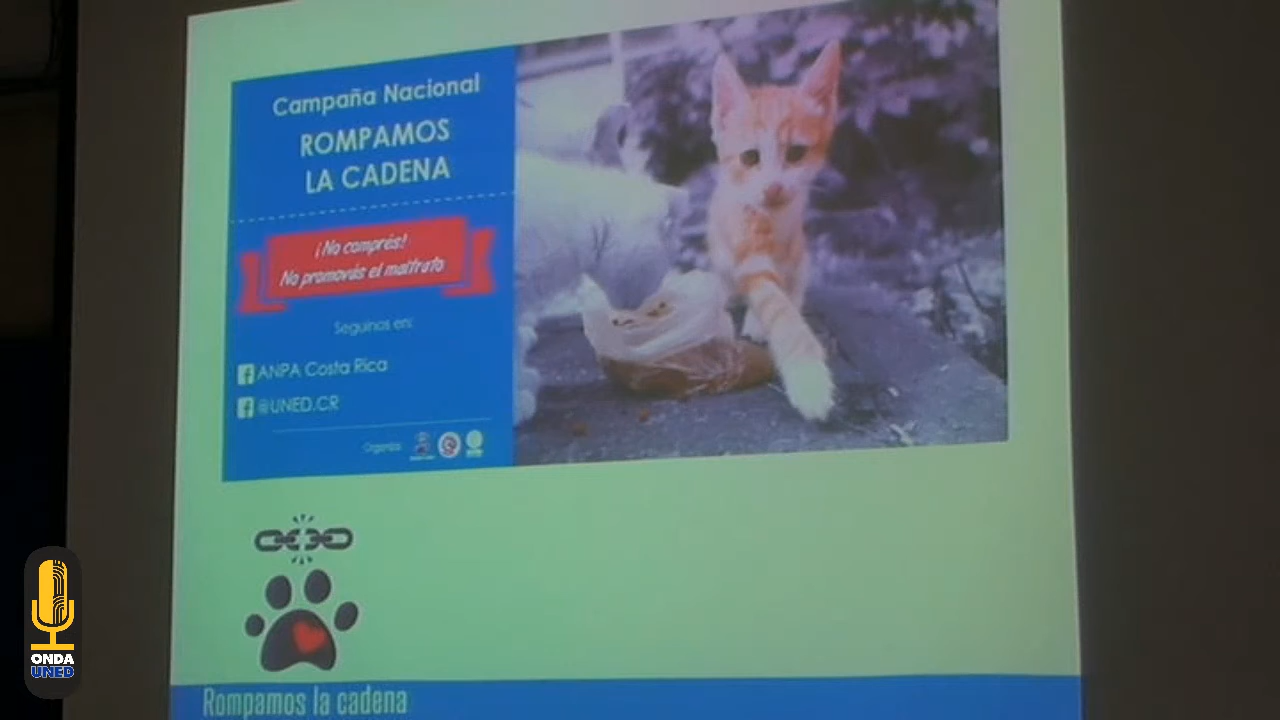 Campaña Nacional
ROMPAMOS
LA CADENA
¡No comprés!
No promovás el maltrato
Seguinos en:
ANPA Costa Rica
@UNED.CR
Organiza:
ONDA
UNED
Rompamos la cadena